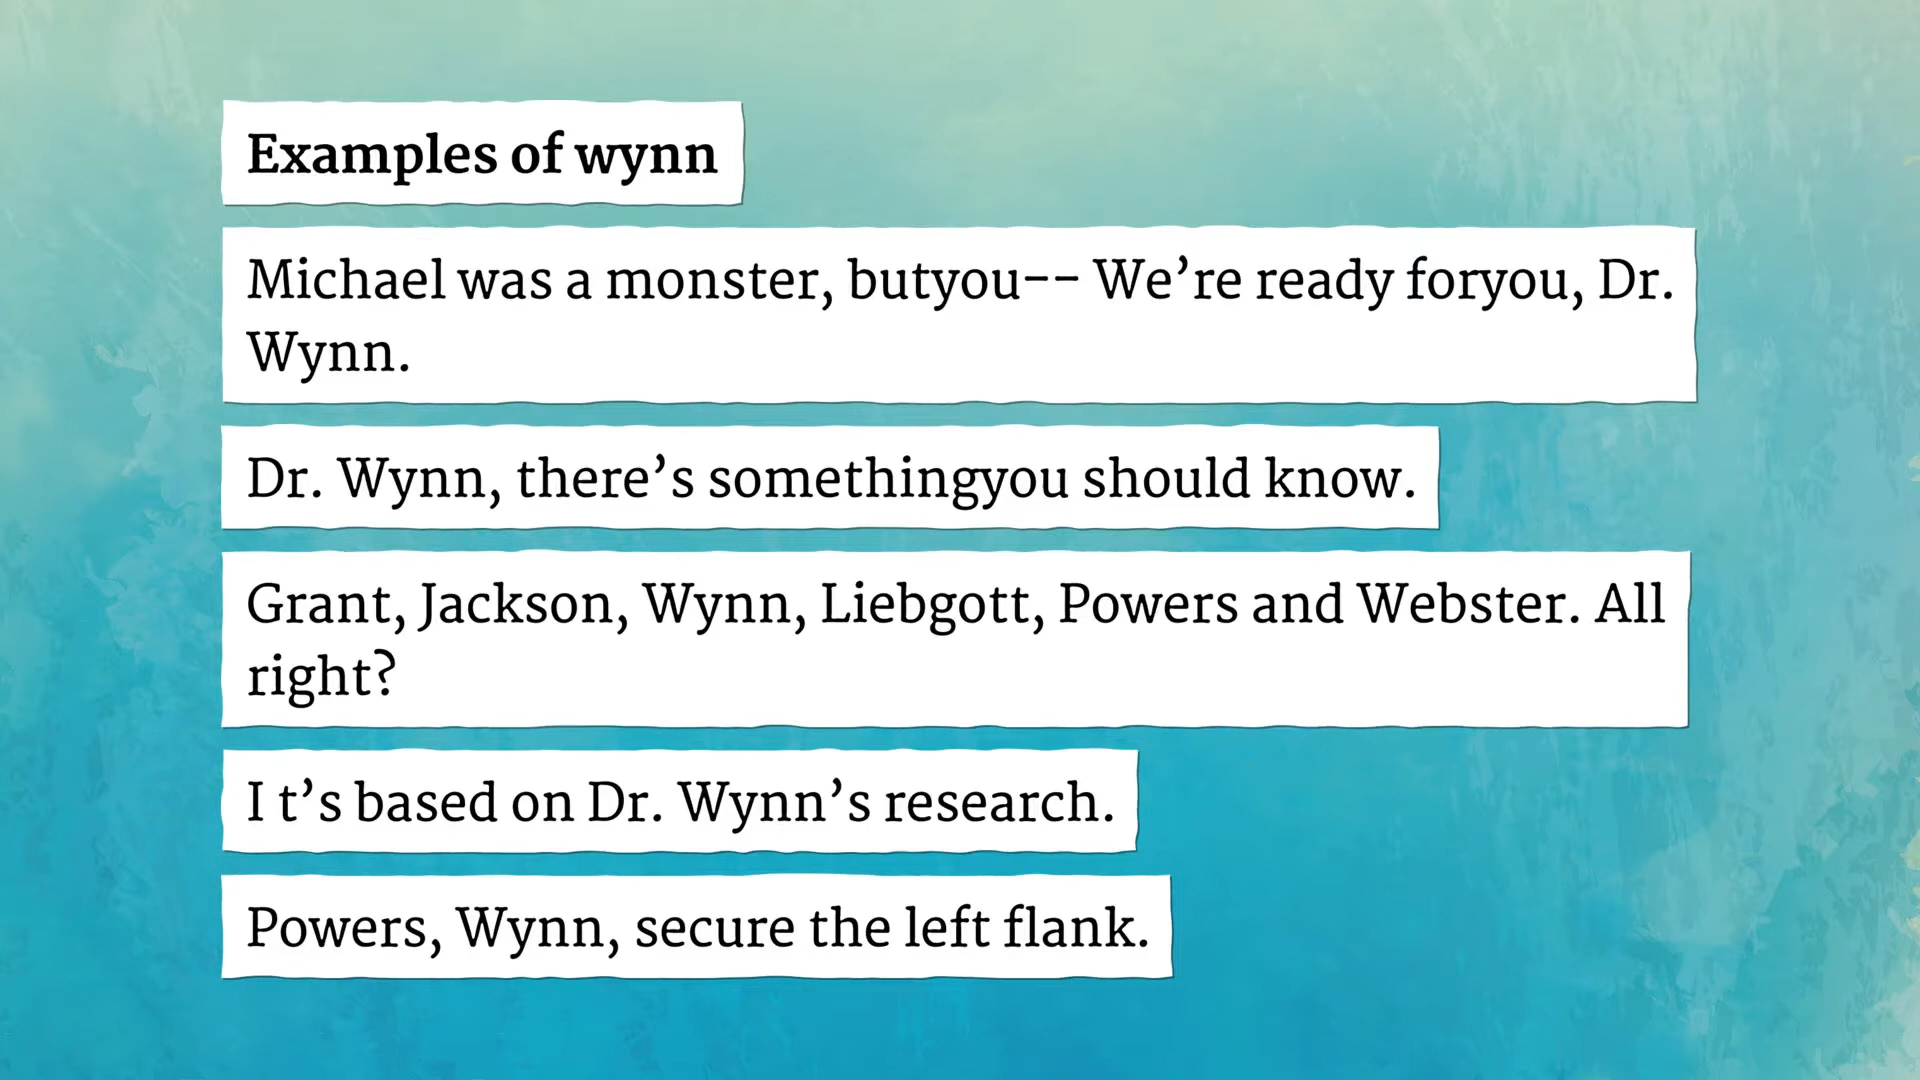 Examples of wynn
Michael was a monster, butyou-- We’re ready foryou, Dr.
Wynn.
Dr. Wynn, there’s somethingyou should know.
Grant, Jackson, Wynn, Liebgott, Powers and Webster. All
right?
I t’s based on Dr. Wynn’s research.
Powers, Wynn, secure the left flank.